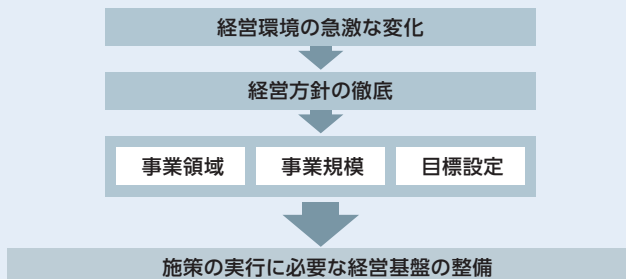 経営環境の急激な変化
経営方針の徹底
事業領域 事業規模 目標設定
施策の実行に必要な経営基盤の整備